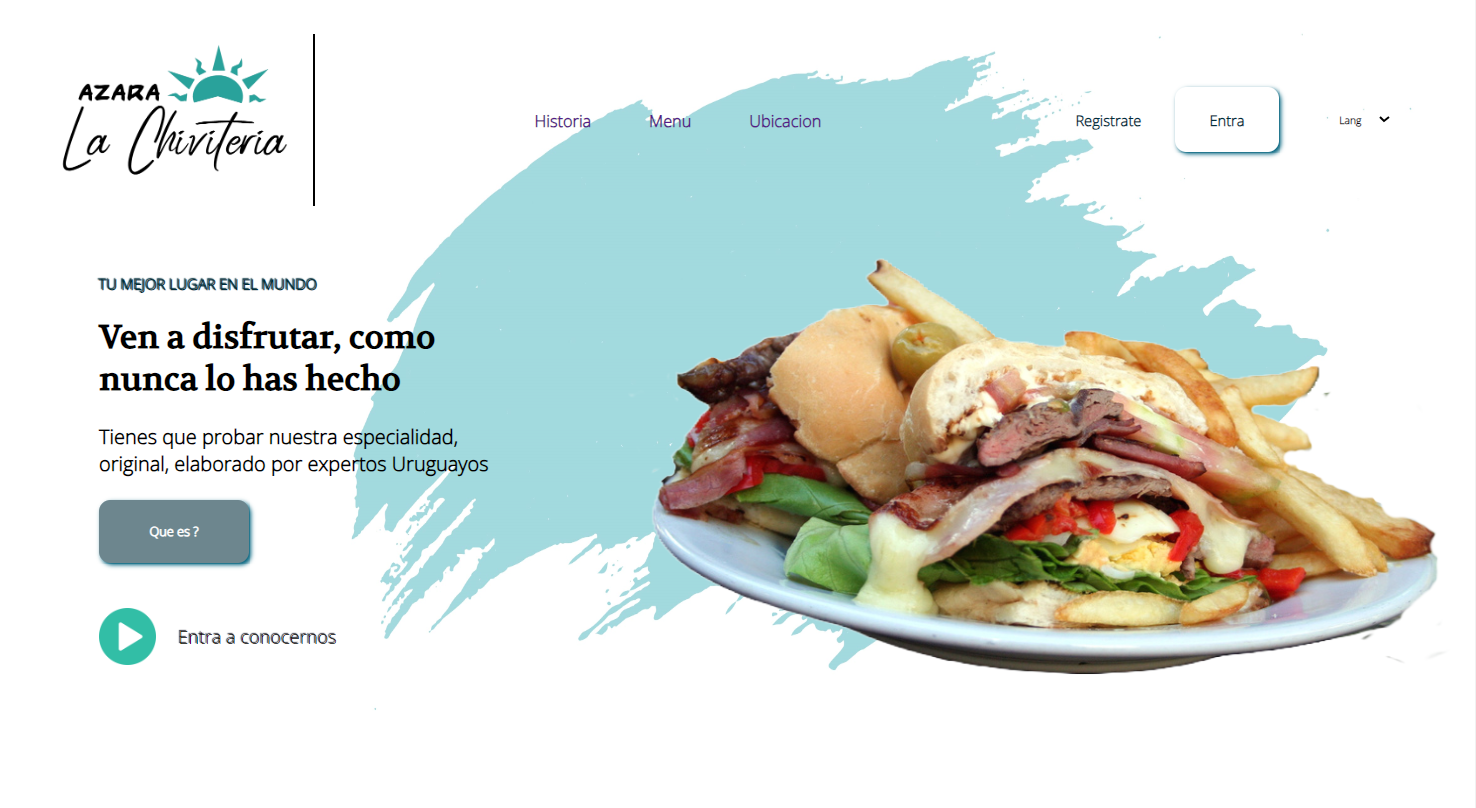 AZARA
La Chiviteria
Historia
Menu
Ubicacion
Registrate
Entra
Lang
TU MEJOR LUGAR EN EL MUNDO
Ven a disfrutar, como
nunca lo has hecho
Tienes que probar nuestra especialidad,
original, elaborado por expertos Uruguayos
Que es ?
Entra a conocernos